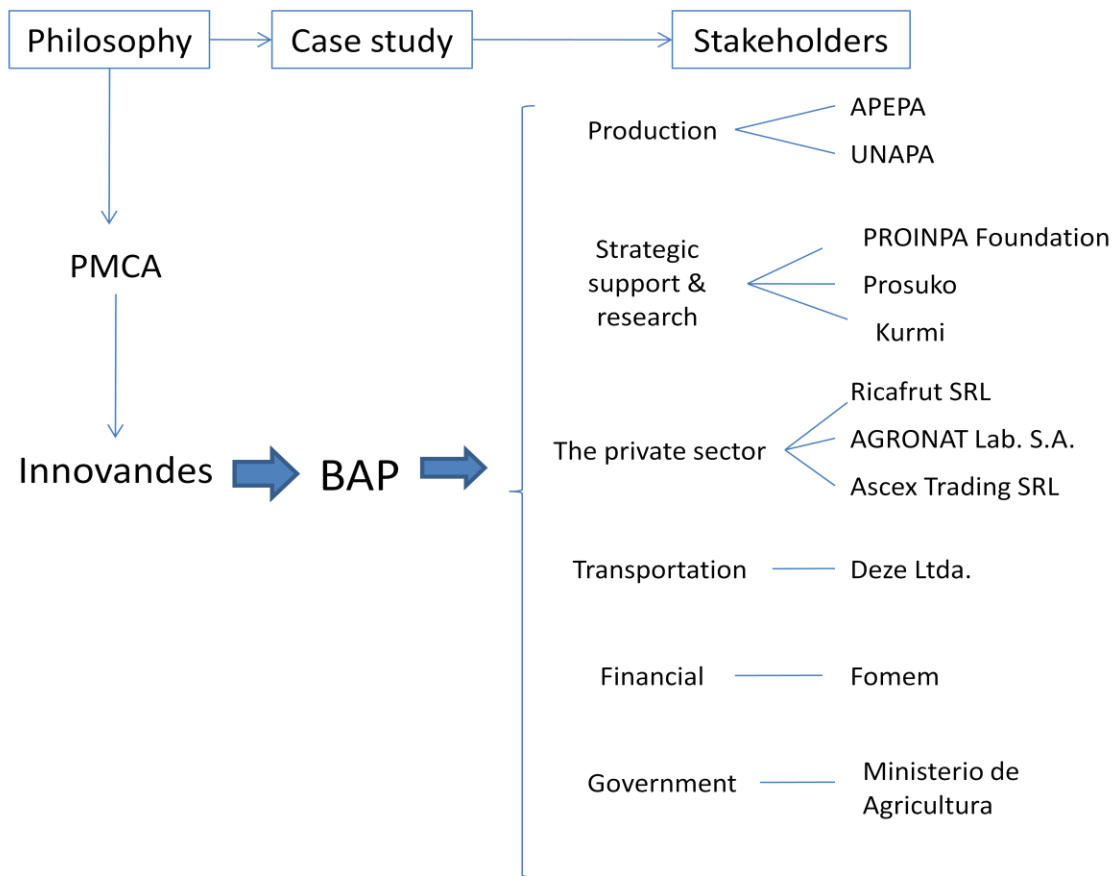 Philosophy
Case study
Stakeholders
Production
APEPA
UNAPA
PMCA
Strategic
support &
research
PROINPA Foundation
Prosuko
Kurmi
Innovandes
BAP
The private sector
Ricafrut SRL
AGRONAT Lab. S.A.
Ascex Trading SRL
Transportation
Deze Ltda.
Financial
Fomem
Government
Ministerio de
Agricultura